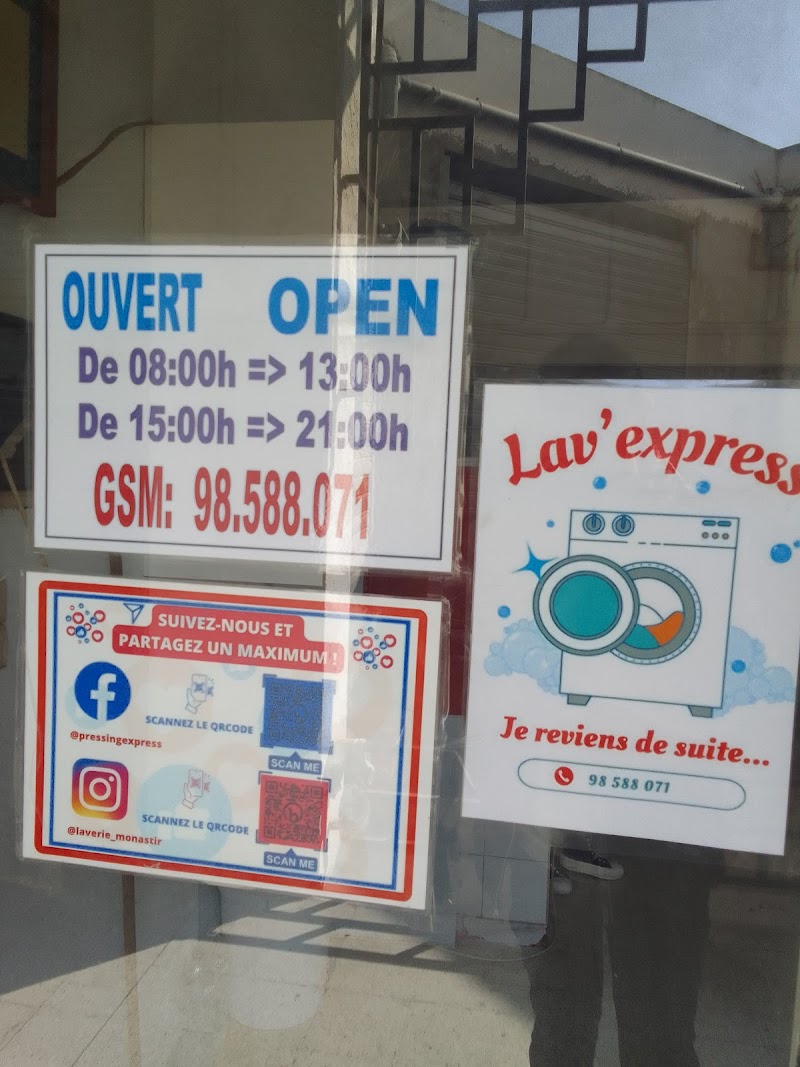 OUVERT OPEN
De 08:00h => 13:00h
De 15:00h => 21:00h
GSM: 98.588.071
SUIVEZ-NOUS ET
PARTAGEZ UN MAXIMUM !
SCANNEZ LE QRCODE
@pressingexpress
SCAN ME
SCANNEZ LE QRCODE
@laverie_monastir
SCAN ME
Lav'express
Je reviens de suite...
98 588 071